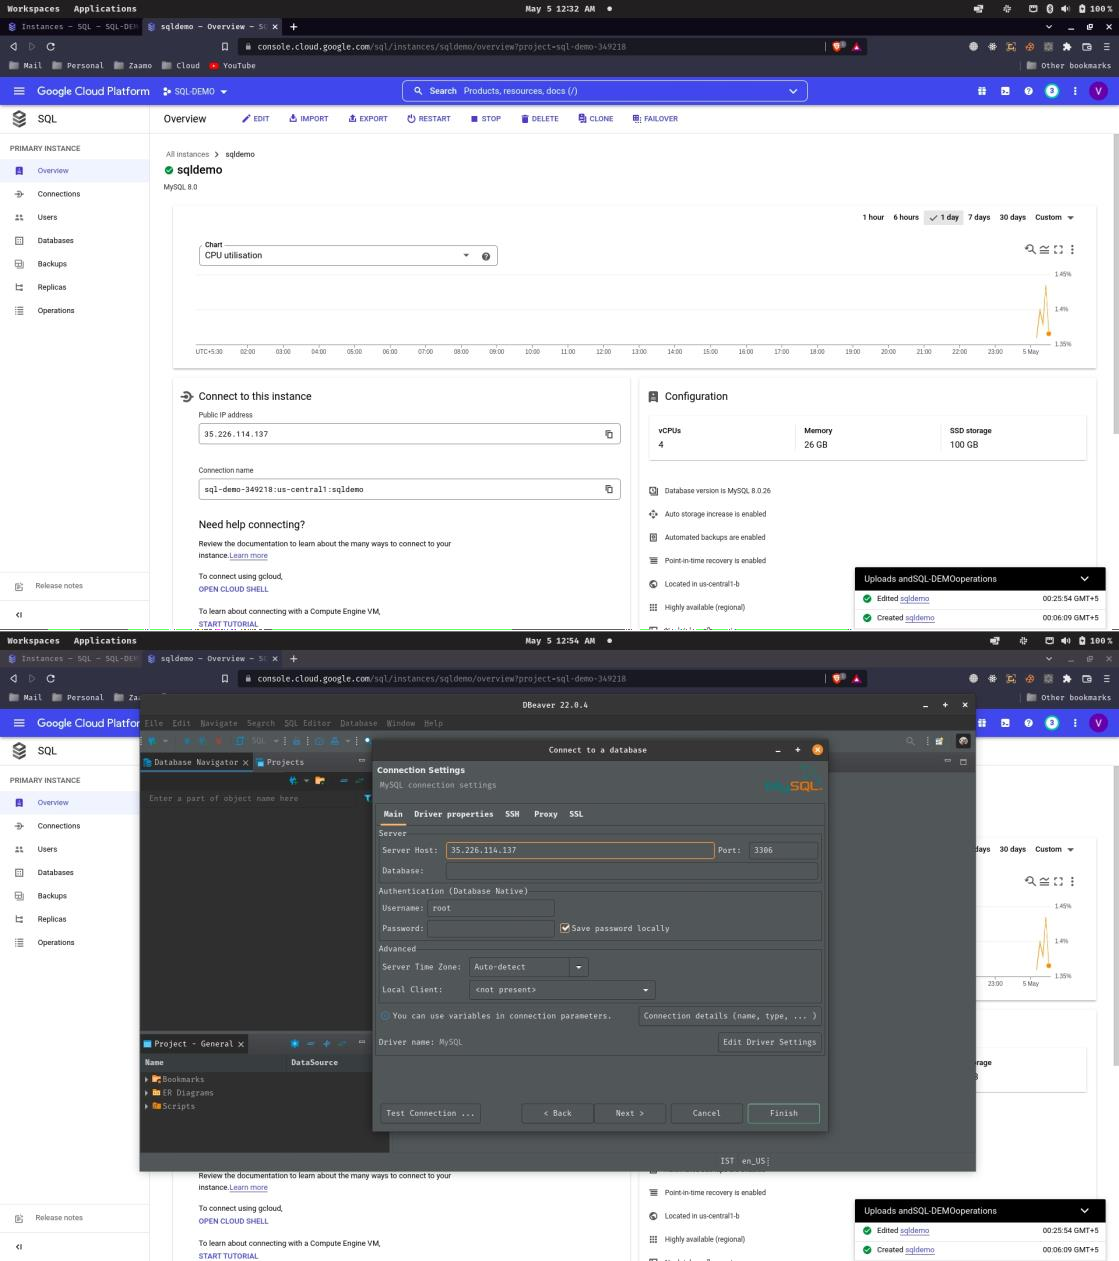 Workspaces Applications May 5 12:32 AM 100 %
Instances – SQL – SQL-DEM sqldemo – Overview – S × +
console.cloud.google.com/sql/instances/sqldemo/overview?project=sql-demo-349218
Mail Personal Zaamo Cloud YouTube Other bookmarks
Google Cloud Platform SQL-DEMO Search Products, resources, docs (/) 3 V
SQL Overview EDIT IMPORT EXPORT RESTART STOP DELETE CLONE FAILOVER
PRIMARY INSTANCE
Overview
Connections
Users
Databases
Backups
Replicas
Operations
Release notes
All instances > sqldemo
sqldemo
MySQL 8.0
1 hour 6 hours 1 day 7 days 30 days Custom
Chart
CPU utilisation
1.45%
1.4%
1.35%
UTC+5:30 02:00 03:00 04:00 05:00 06:00 07:00 08:00 09:00 10:00 11:00 12:00 13:00 14:00 15:00 16:00 17:00 18:00 19:00 20:00 21:00 22:00 23:00 5 May
Connect to this instance
Public IP address
35.226.114.137
Connection name
sql-demo-349218:us-central1:sqldemo
Need help connecting?
Review the documentation to learn about the many ways to connect to your
instance.Learn more
To connect using gcloud,
OPEN CLOUD SHELL
To learn about connecting with a Compute Engine VM,
START TUTORIAL
Configuration
vCPUs Memory SSD storage
4 26 GB 100 GB
Database version is MySQL 8.0.26
Auto storage increase is enabled
Automated backups are enabled
Point-in-time recovery is enabled
Located in us-central1-b
Highly available (regional)
Uploads andSQL-DEMOoperations
Edited sqldemo 00:25:54 GMT+5
Created sqldemo 00:06:09 GMT+5
Workspaces Applications May 5 12:54 AM 100 %
Instances – SQL – SQL-DEM sqldemo – Overview – S × +
console.cloud.google.com/sql/instances/sqldemo/overview?project=sql-demo-349218
Mail Personal Za Other bookmarks
Google Cloud Platfor 3 V
SQL
PRIMARY INSTANCE
Overview
Connections
Users
Databases
Backups
Replicas
Operations
Release notes
DBeaver 22.0.4
File Edit Navigate Search SQL Editor Database Window Help
SQL
Database Navigator × Projects
Enter a part of object name here
Project - General ×
Name DataSource
Bookmarks
ER Diagrams
Scripts
Connect to a database
Connection Settings
MySQL connection settings
MySQL
Main Driver properties SSH Proxy SSL
Server
Server Host: 35.226.114.137 Port: 3306
Database:
Authentication (Database Native)
Username: root
Password: Save password locally
Advanced
Server Time Zone: Auto-detect
Local Client: <not present>
You can use variables in connection parameters. Connection details (name, type, ... )
Driver name: MySQL Edit Driver Settings
Test Connection ... < Back Next > Cancel Finish
IST en_US
days 30 days Custom
1.45%
1.4%
1.35%
23:00 5 May
rage
Review the documentation to learn about the many ways to connect to your
instance.Learn more
To connect using gcloud,
OPEN CLOUD SHELL
To learn about connecting with a Compute Engine VM,
START TUTORIAL
Point-in-time recovery is enabled
Located in us-central1-b
Highly available (regional)
Uploads andSQL-DEMOoperations
Edited sqldemo 00:25:54 GMT+5
Created sqldemo 00:06:09 GMT+5